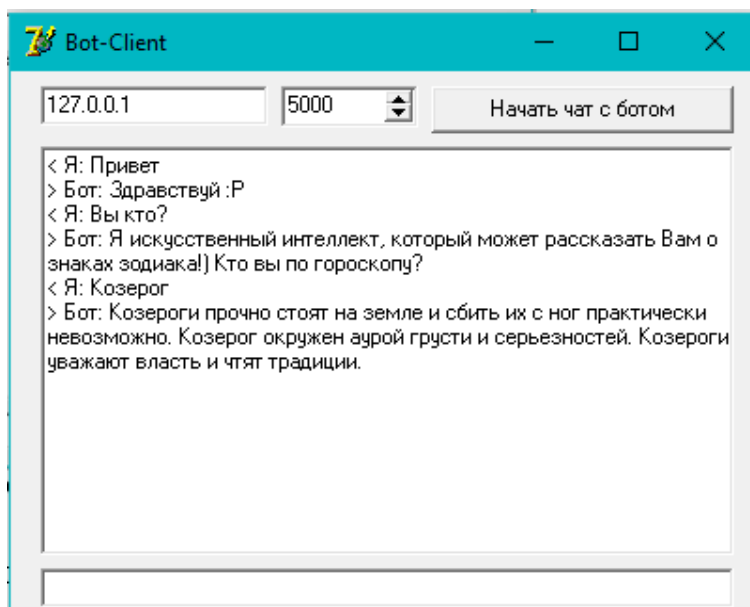 Bot-Client
127.0.0.1
5000
Начать чат с ботом
< Я: Привет
> Бот: Здравствуй :P
< Я: Вы кто?
> Бот: Я искусственный интеллект, который может рассказать Вам о
знаках зодиака!) Кто вы по гороскопу?
< Я: Козерог
> Бот: Козероги прочно стоят на земле и сбить их с ног практически
невозможно. Козерог окружен аурой грусти и серьезностей. Козероги
уважают власть и чтят традиции.